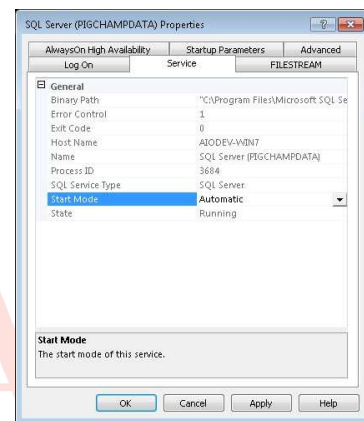 SQL Server (PIGCHAMPDATA) Properties
AlwaysOn High Availability Startup Parameters Advanced
Log On Service FILESTREAM
General
Binary Path "C:\Program Files\Microsoft SQL Se
Error Control 1
Exit Code 0
Host Name AIODEV-WIN7
Name SQL Server (PIGCHAMPDATA)
Process ID 3684
SQL Service Type SQL Server
Start Mode Automatic
State Running
Start Mode
The start mode of this service.
OK Cancel Apply Help